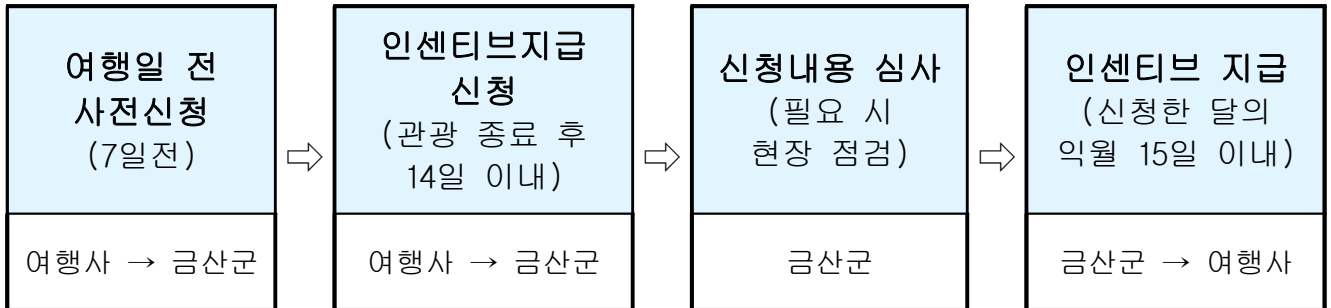 여행일 전
사전신청
(7일전)
⇨
인센티브지급
신청
(관광 종료 후
14일 이내)
⇨
신청내용 심사
(필요 시
현장 점검)
⇨
인센티브 지급
(신청한 달의
익월 15일 이내)
여행사 → 금산군
여행사 → 금산군
금산군
금산군 → 여행사